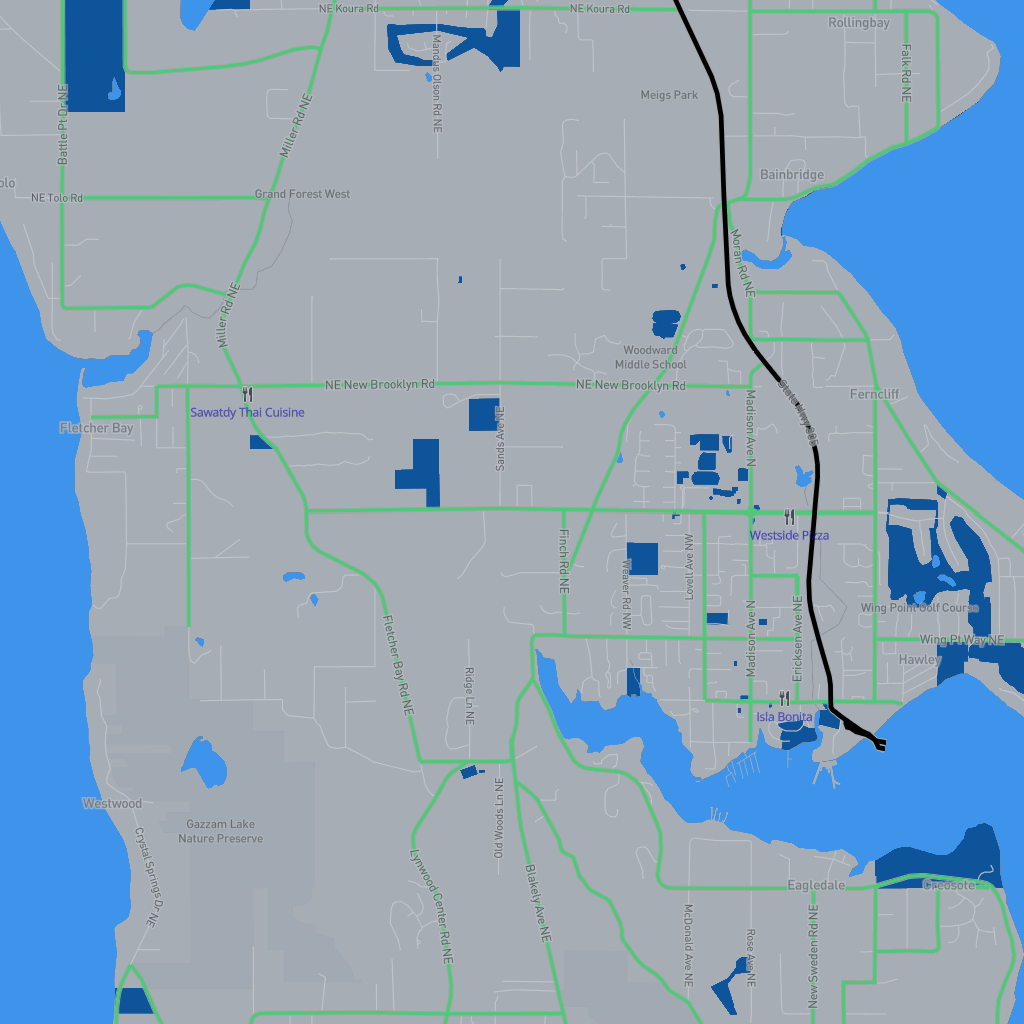 NE Koura Rd
NE Koura Rd
Rollingbay
Mandus Olson Rd NE
Falk Rd NE
Meigs Park
Battle Pt Dr NE
Miller Rd NE
Bainbridge
olo
NE Tolo Rd
Grand Forest West
Moran Rd NE
Miller Rd NE
Woodward
Middle School
NE New Brooklyn Rd
NE New Brooklyn Rd
Ferncliff
State Hwy 305
Sawatdy Thai Cuisine
Fletcher Bay
Sands Ave NE
Madison Ave N
Westside Pizza
Finch Rd NE
Weaver Rd NW
Lovell Ave NW
Wing Point Golf Course
Fletcher Bay Rd NE
Madison Ave N
Ericksen Ave NE
Wing Pt Way NE
Hawley
Ridge Ln NE
Isla Bonita
Westwood
Gazzam Lake
Nature Preserve
Old Woods Ln NE
Crystal Springs Dr NE
Lynwood Center Rd NE
Blakely Ave NE
Eagledale
Creosote
McDonald Ave NE
Rose Ave NE
New Sweden Rd NE